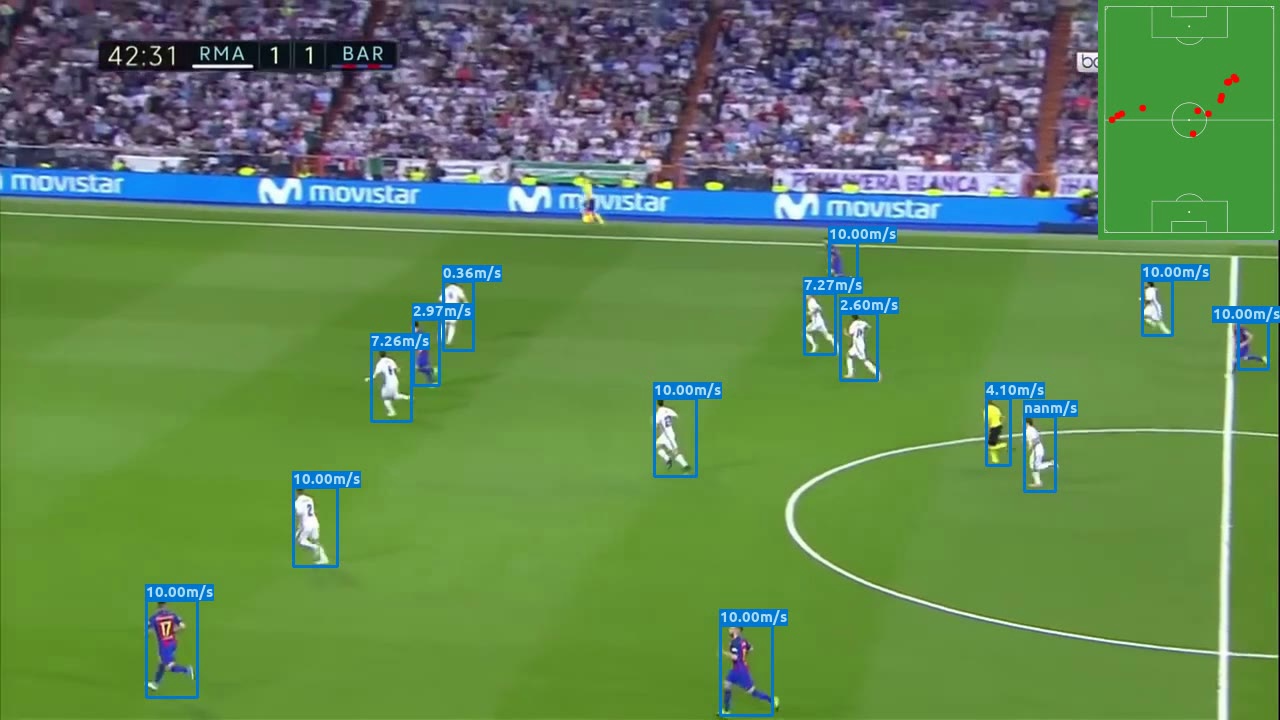 42:31 RMA 1 1 BAR
movistar
movistar
movistar
movistar
PRIMAVERA BLANCA
10.00m/s
0.36m/s
10.00m/s
7.27m/s
2.97m/s
2.60m/s
10.00m/s
7.26m/s
10.00m/s
4.10m/s
nanm/s
10.00m/s
2
10.00m/s
17
10.00m/s